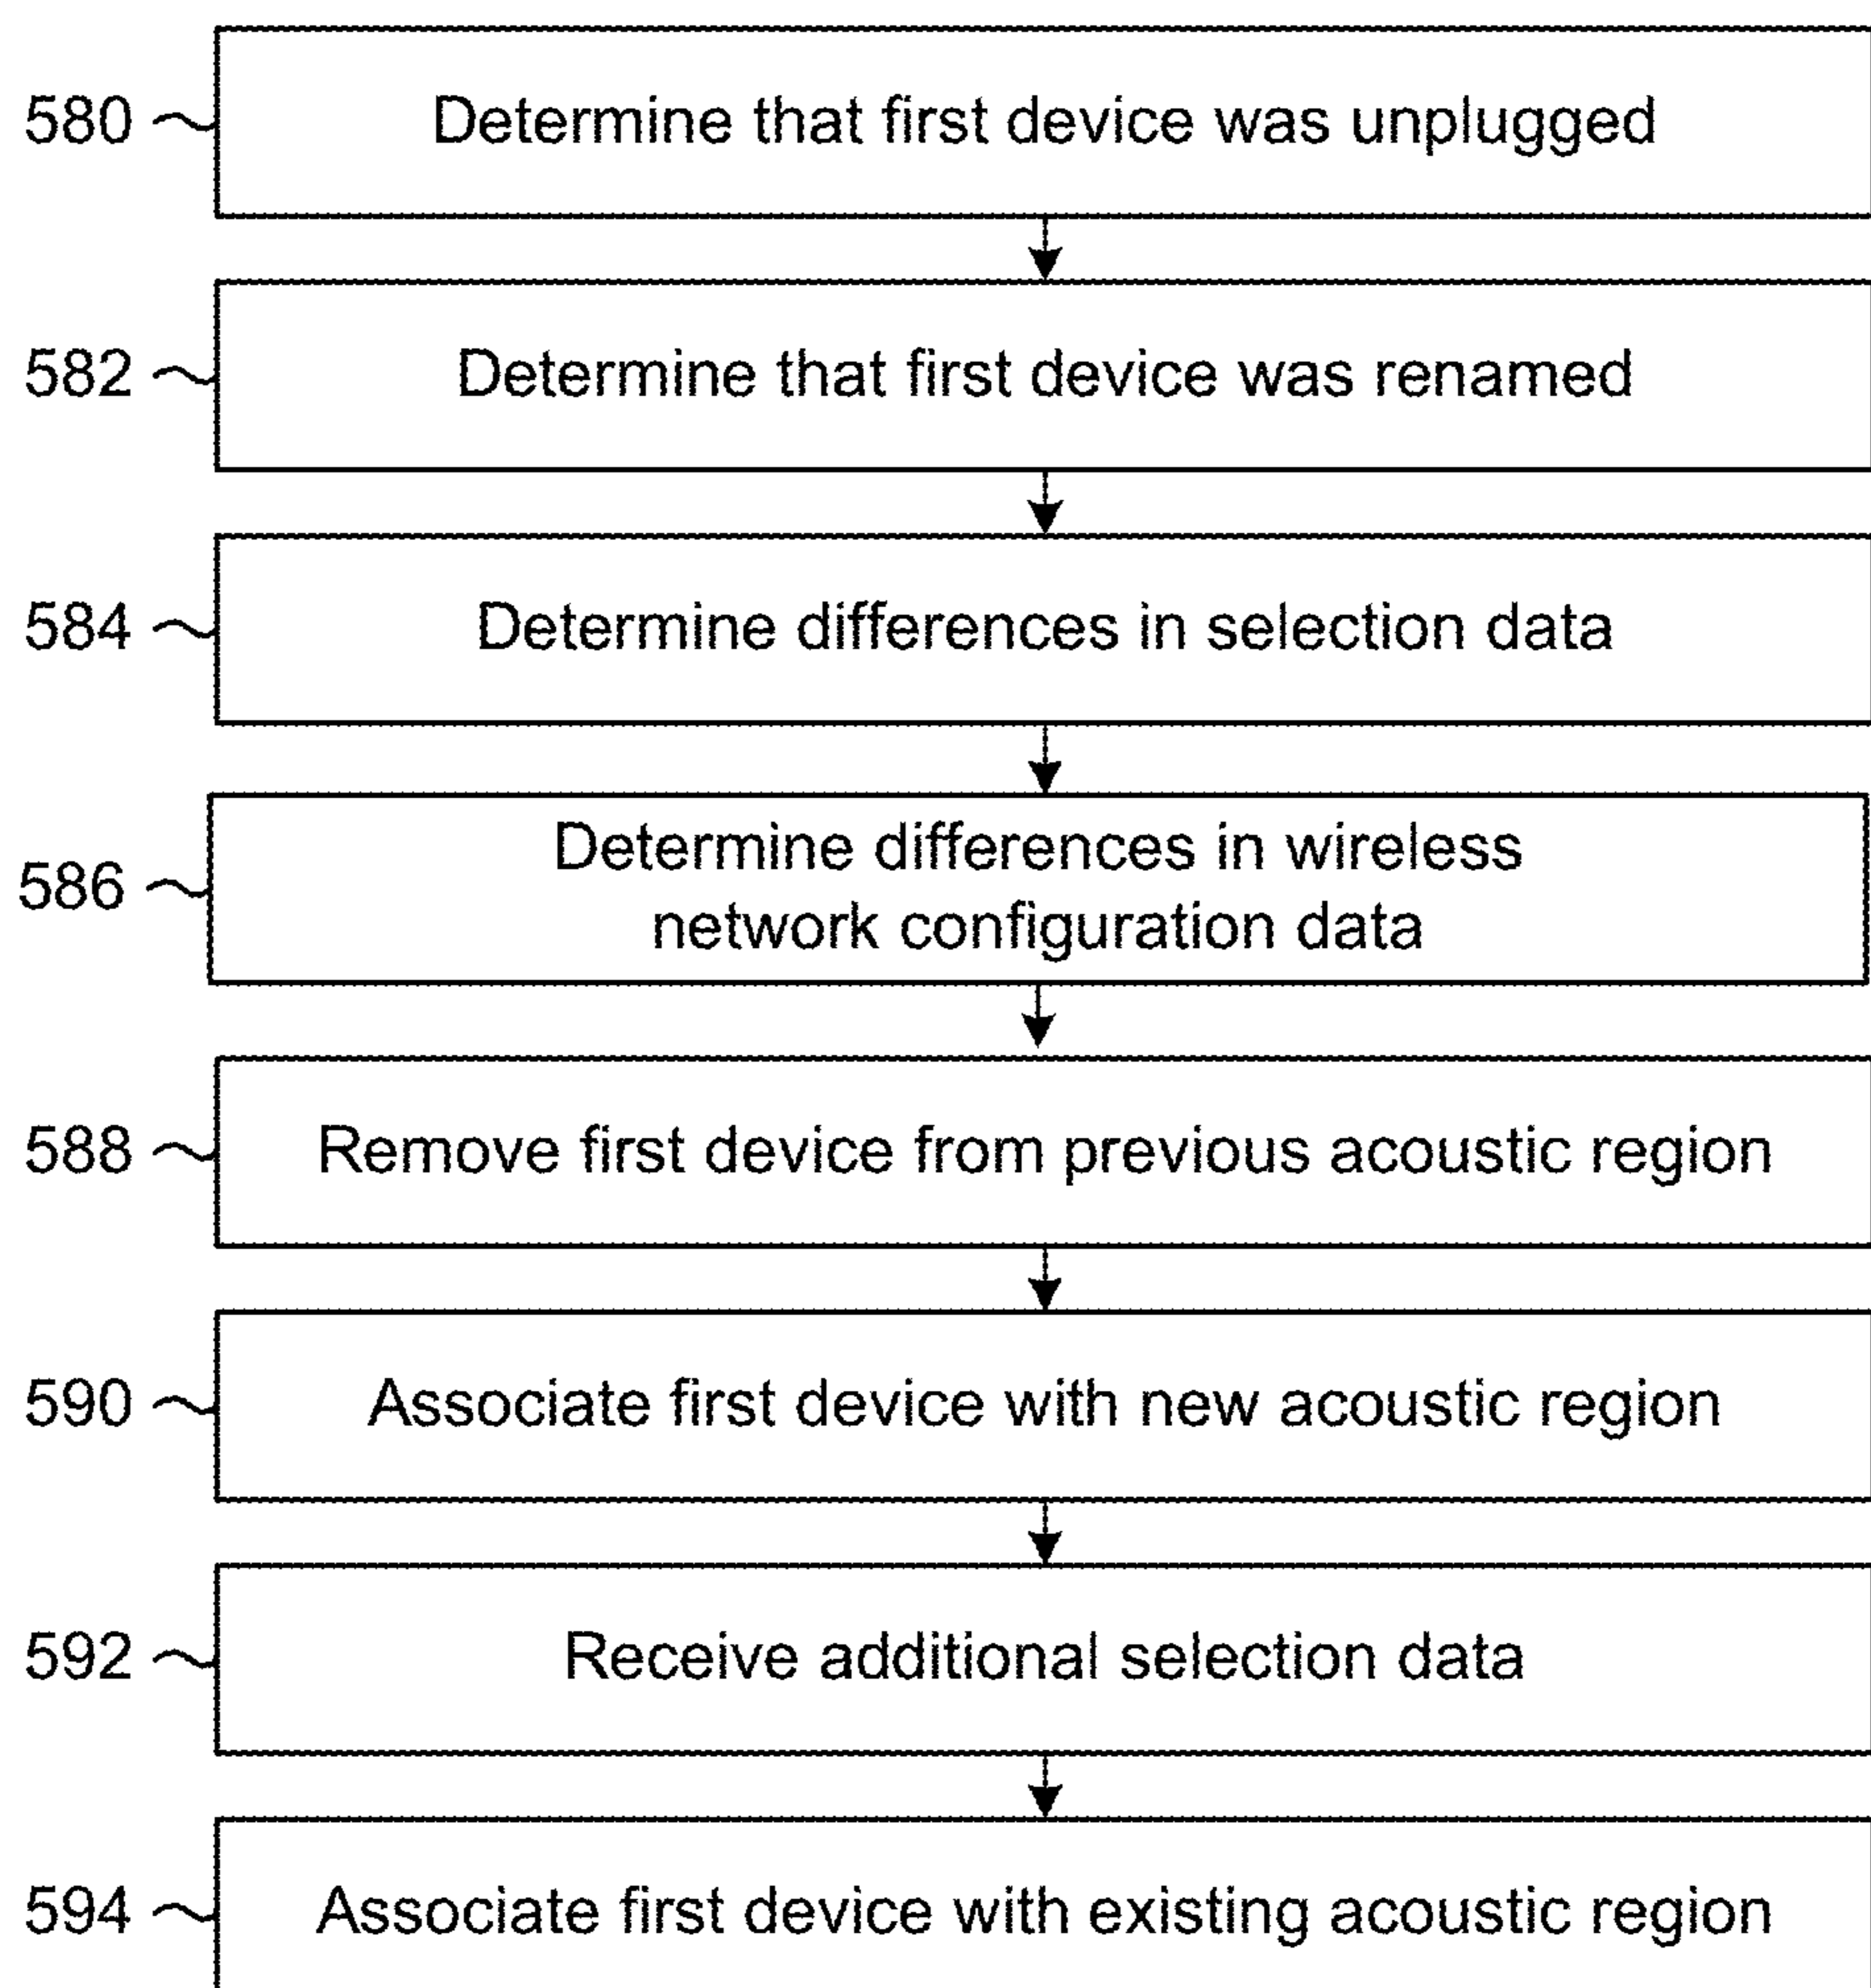 580 Determine that first device was unplugged
582 Determine that first device was renamed
584 Determine differences in selection data
Determine differences in wireless
586
network configuration data
588 Remove first device from previous acoustic region
590 Associate first device with new acoustic region
592 Receive additional selection data
594 Associate first device with existing acoustic region